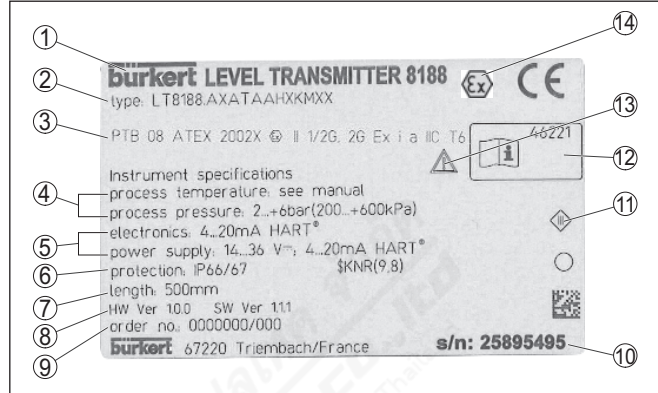 bürkert LEVEL TRANSMITTER 8188
type: LT8188.AXATAAHXKMXX
PTB 08 ATEX 2002X Ex II 1/2G, 2G Ex i a IIC T6
46221
i
Instrument specifications
process temperature: see manual
process pressure: 2...+6bar(200...+600kPa)
electronics: 4...20mA HART®
power supply: 14...36 V⎓; 4...20mA HART®
protection: IP66/67 $KNR(9.8)
length: 500mm
HW Ver 1.0.0 SW Ver 1.1.1
order no.: 0000000/000
bürkert 67220 Triembach/France s/n: 25895495
Ex
CE
1
2
3
4
5
6
7
8
9
10
11
12
13
14